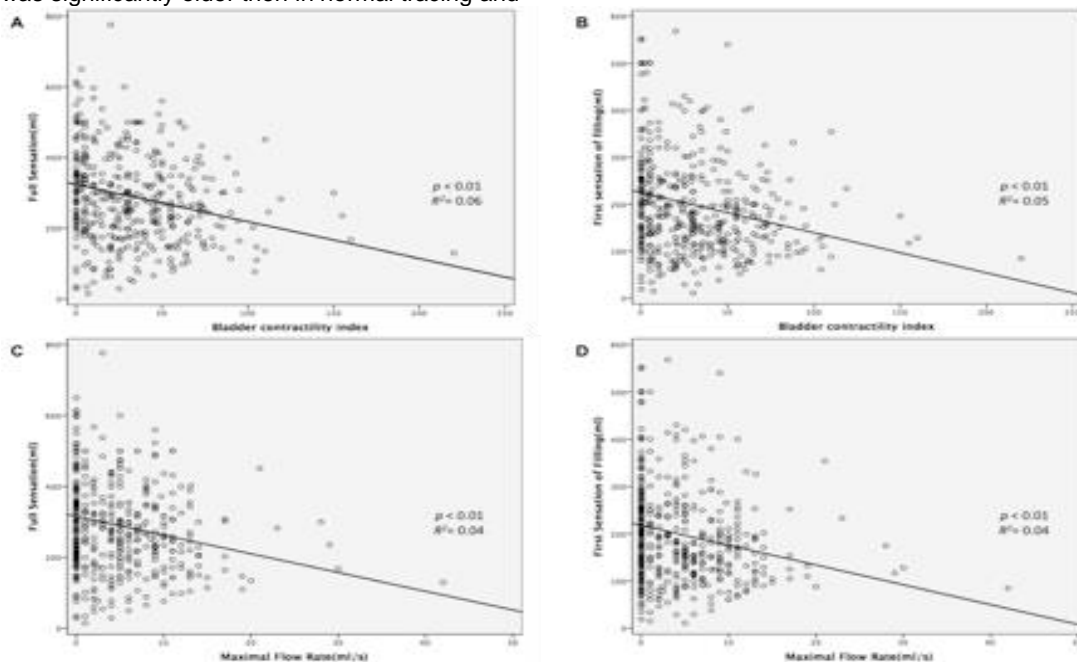 was significantly older then in normal tracing and
A
B
Full Sensation(ml)
First sensation of filling(ml)
p < 0.01
R²= 0.06
p < 0.01
R²= 0.05
Bladder contractility index
Bladder contractility index
C
D
Full Sensation(ml)
First Sensation of Filling(ml)
p < 0.01
R²= 0.04
p < 0.01
R²= 0.04
Maximal Flow Rate(ml/s)
Maximal Flow Rate(ml/s)